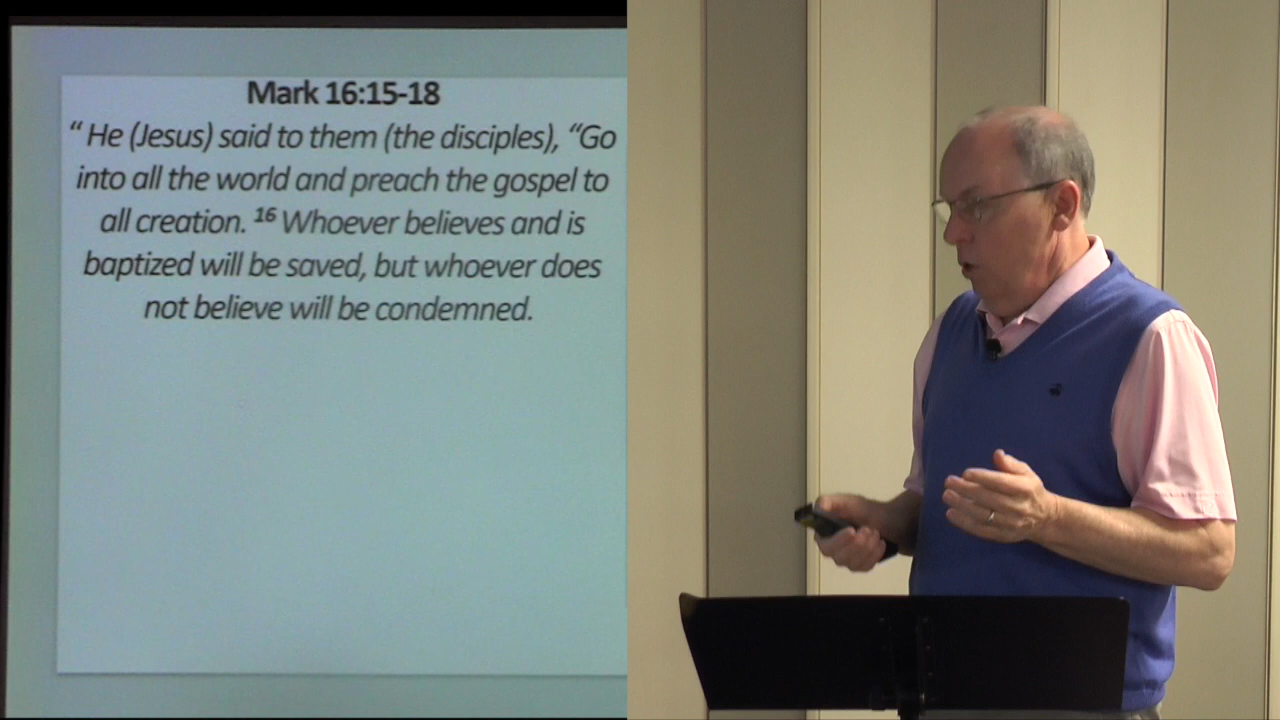 Mark 16:15-18
“ He (Jesus) said to them (the disciples), “Go
into all the world and preach the gospel to
all creation. 16 Whoever believes and is
baptized will be saved, but whoever does
not believe will be condemned.